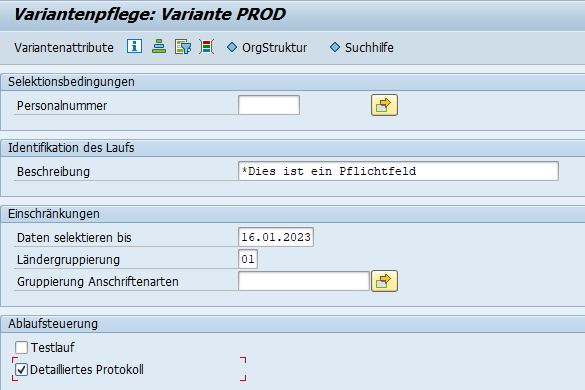 Variantenpflege: Variante PROD
Variantenattribute OrgStruktur Suchhilfe
Selektionsbedingungen
Personalnummer
Identifikation des Laufs
Beschreibung *Dies ist ein Pflichtfeld
Einschränkungen
Daten selektieren bis 16.01.2023
Ländergruppierung 01
Gruppierung Anschriftenarten
Ablaufsteuerung
Testlauf
Detailliertes Protokoll